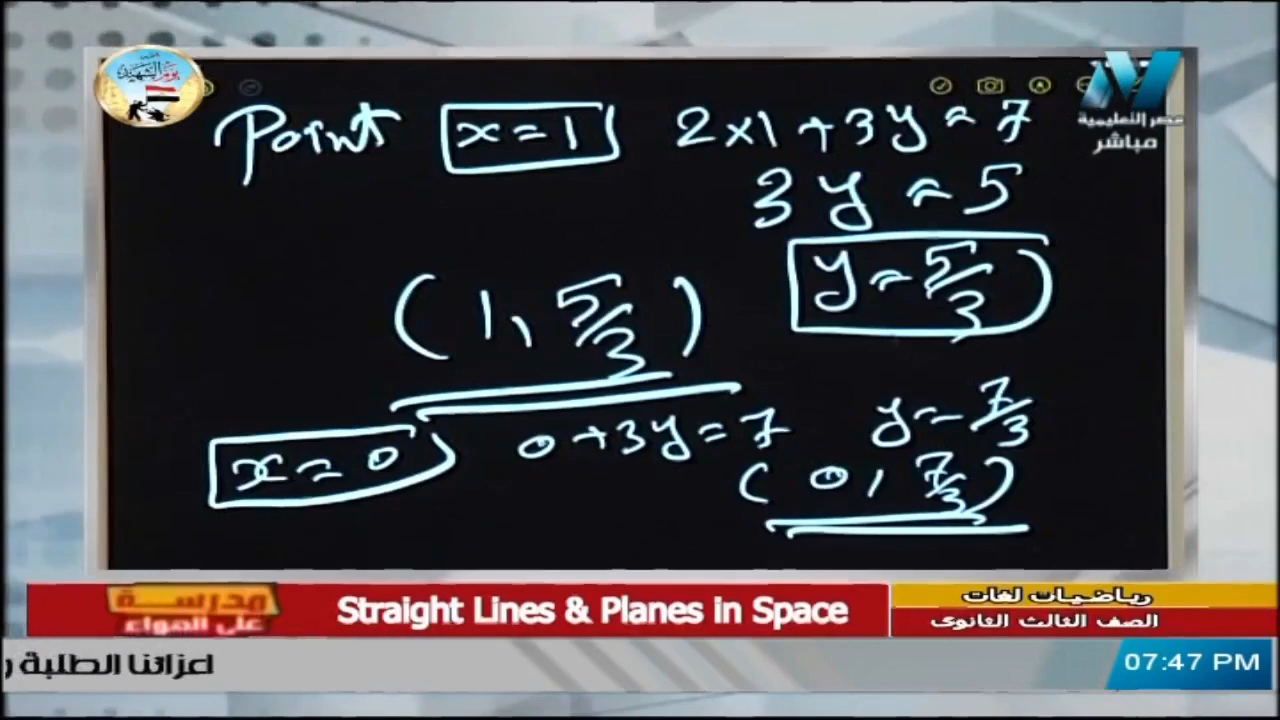 يوم الشهيد
مصر التعليمية
مباشر
Point x = 1 2 x 1 + 3y = 7
3y = 5
y = 5/3
(1, 5/3)
x = 0 0 + 3y = 7 y = 7/3
(0, 7/3)
مدرسة
على الهواء
Straight Lines & Planes in Space
رياضيات لغات
الصف الثالث الثانوى
اعزائنا الطلبة
07:47 PM